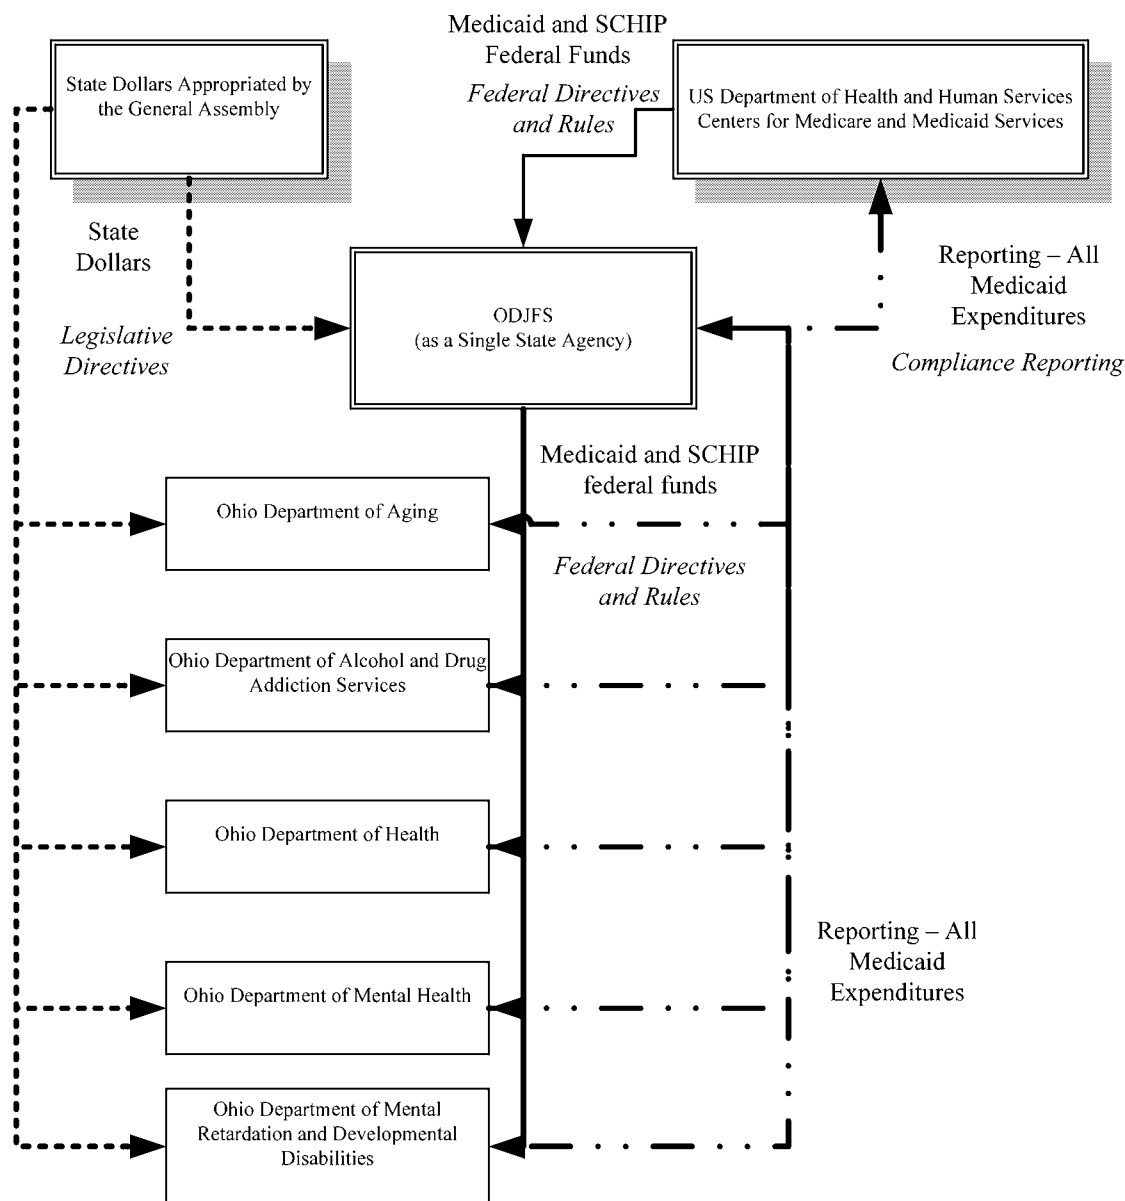 Medicaid and SCHIP
Federal Funds
Federal Directives
and Rules
State Dollars Appropriated by
the General Assembly
US Department of Health and Human Services
Centers for Medicare and Medicaid Services
State
Dollars
Legislative
Directives
ODJFS
(as a Single State Agency)
Reporting – All
Medicaid
Expenditures
Compliance Reporting
Medicaid and SCHIP
federal funds
Federal Directives
and Rules
Ohio Department of Aging
Ohio Department of Alcohol and Drug
Addiction Services
Ohio Department of Health
Reporting – All
Medicaid
Expenditures
Ohio Department of Mental Health
Ohio Department of Mental
Retardation and Developmental
Disabilities